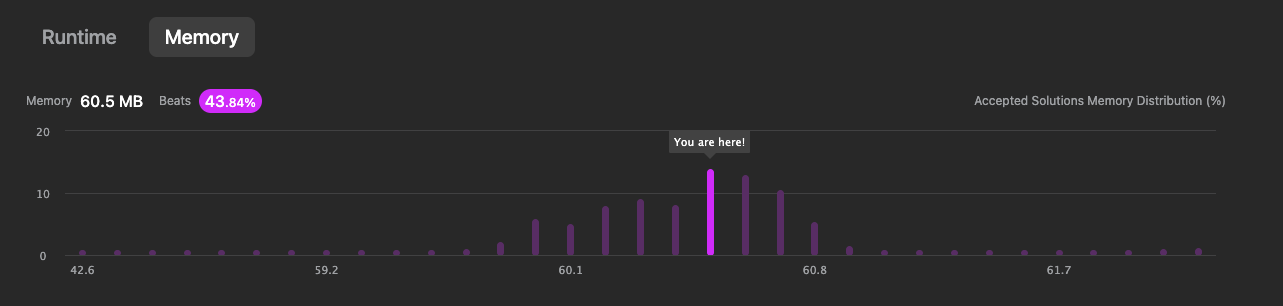 Runtime Memory
Memory 60.5 MB Beats 43.84% Accepted Solutions Memory Distribution (%)
20
You are here!
10
0
42.6 59.2 60.1 60.8 61.7